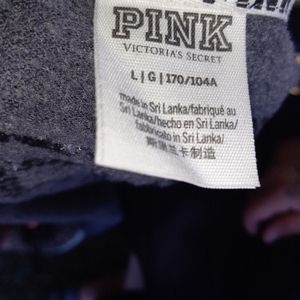 PINK
VICTORIA'S SECRET
L | G | 170/104A
made in Sri Lanka/fabriqué au
Sri Lanka/hecho en Sri Lanka/
fabricado in Sri Lanka/
斯里兰卡制造